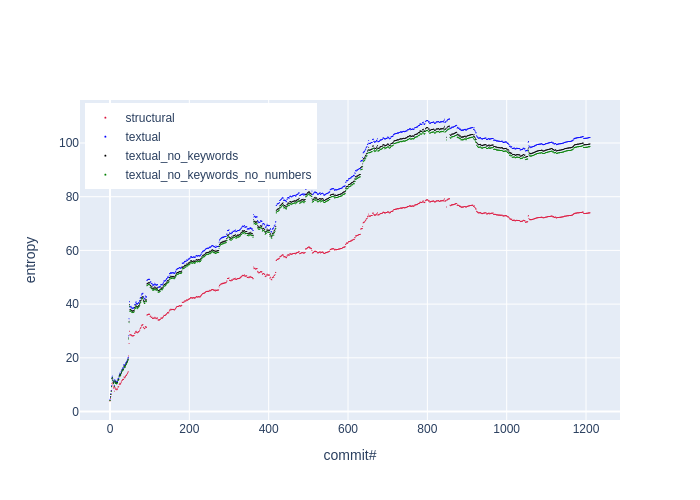 structural
textual
textual_no_keywords
textual_no_keywords_no_numbers
100
80
60
40
20
0
entropy
0 200 400 600 800 1000 1200
commit#